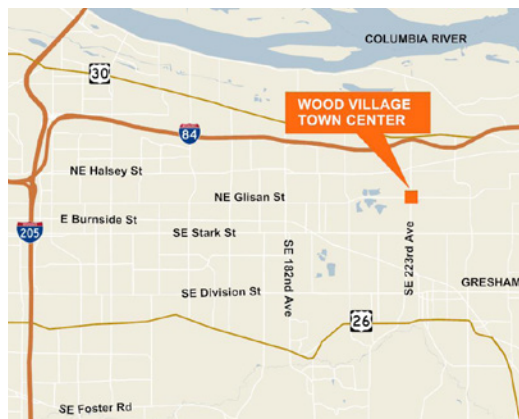 COLUMBIA RIVER
30
WOOD VILLAGE
TOWN CENTER
84
NE Halsey St
NE Glisan St
E Burnside St
205
SE Stark St
SE 182nd Ave
SE 223rd Ave
GRESHAM
SE Division St
26
SE Foster Rd